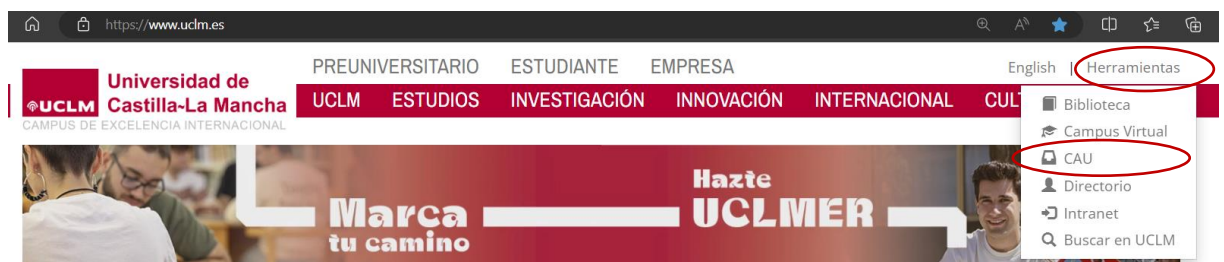 https://www.uclm.es
PREUNIVERSITARIO ESTUDIANTE EMPRESA
English | Herramientas
Universidad de
Castilla~La Mancha
UCLM
CAMPUS DE EXCELENCIA INTERNACIONAL
UCLM ESTUDIOS INVESTIGACIÓN INNOVACIÓN INTERNACIONAL CULT
Biblioteca
Campus Virtual
CAU
Directorio
Intranet
Buscar en UCLM
Marca
tu camino
Hazte
UCLMER